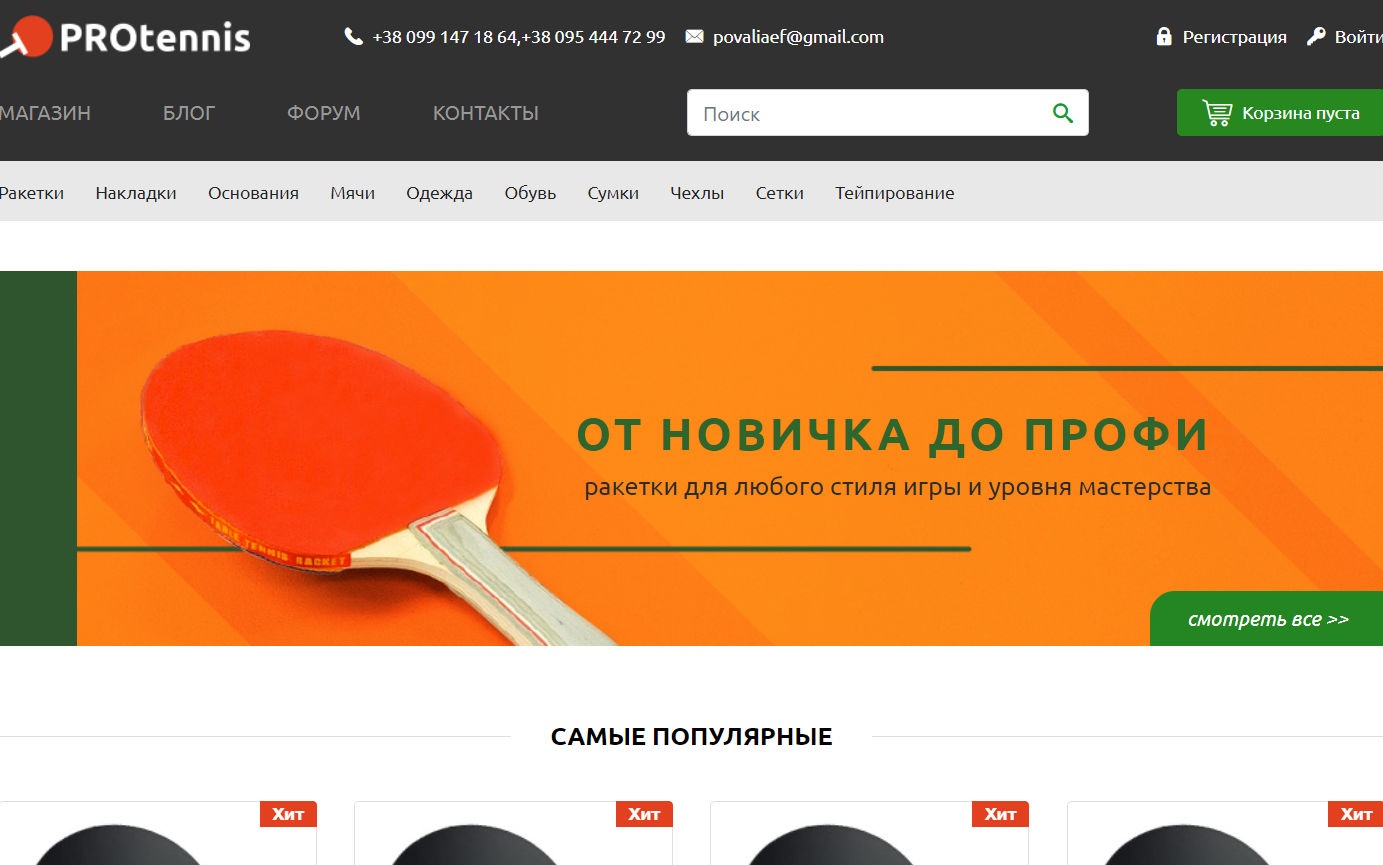 PROtennis
+38 099 147 18 64,+38 095 444 72 99
povaliaef@gmail.com
Регистрация
Войти
МАГАЗИН
БЛОГ
ФОРУМ
КОНТАКТЫ
Поиск
Корзина пуста
Ракетки
Накладки
Основания
Мячи
Одежда
Обувь
Сумки
Чехлы
Сетки
Тейпирование
ОТ НОВИЧКА ДО ПРОФИ
ракетки для любого стиля игры и уровня мастерства
TABLE TENNIS RACKET
смотреть все >>
САМЫЕ ПОПУЛЯРНЫЕ
Хит
Хит
Хит
Хит